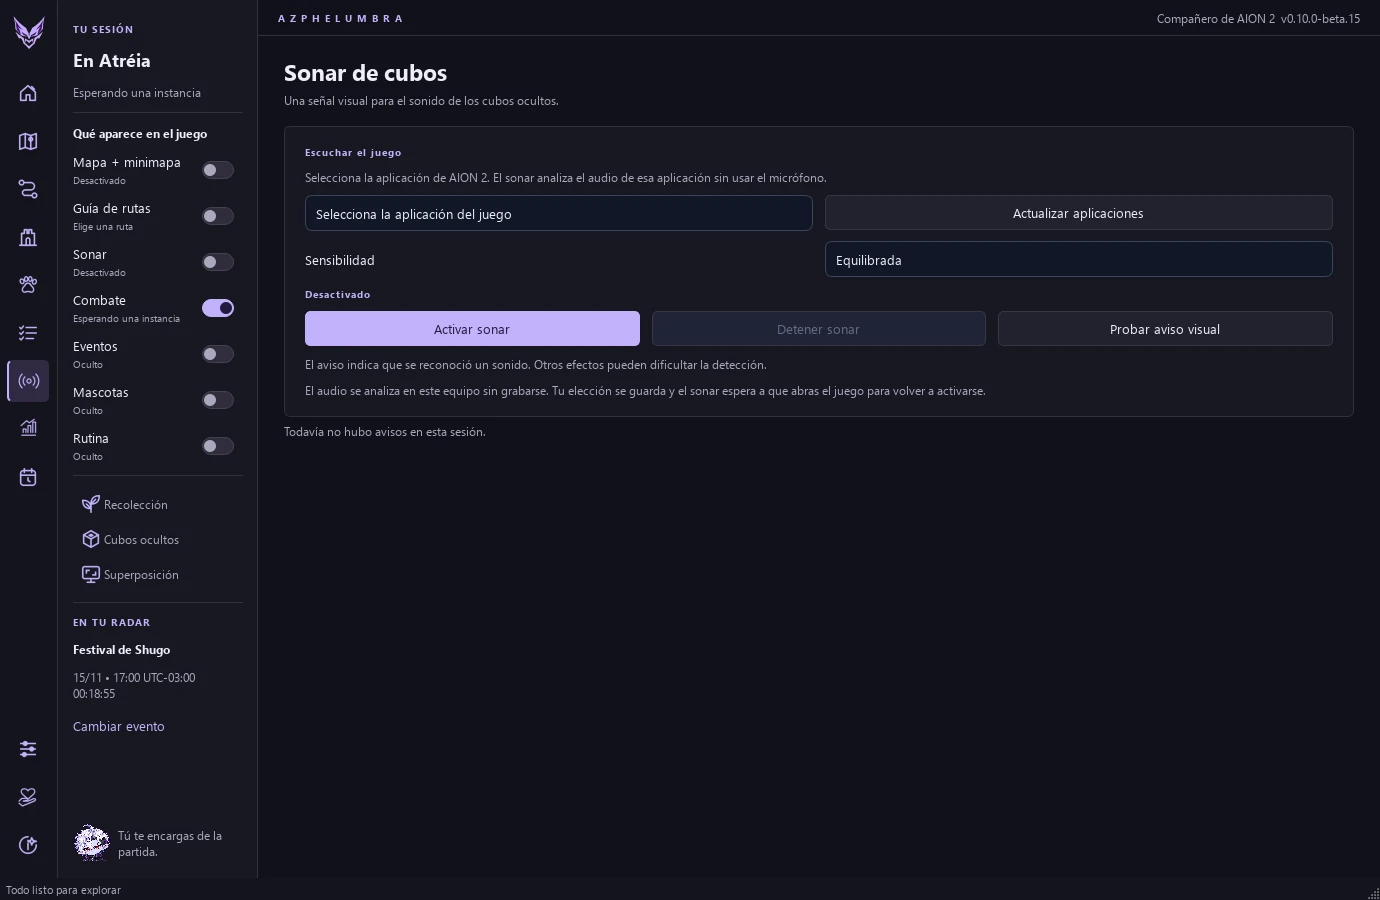 AZPHELUMBRA
Compañero de AION 2 v0.10.0-beta.15
TU SESIÓN
En Atréia
Esperando una instancia
Qué aparece en el juego
Mapa + minimapa
Desactivado
Guía de rutas
Elige una ruta
Sonar
Desactivado
Combate
Esperando una instancia
Eventos
Oculto
Mascotas
Oculto
Rutina
Oculto
Recolección
Cubos ocultos
Superposición
EN TU RADAR
Festival de Shugo
15/11 • 17:00 UTC-03:00
00:18:55
Cambiar evento
Tú te encargas de la
partida.
Sonar de cubos
Una señal visual para el sonido de los cubos ocultos.
Escuchar el juego
Selecciona la aplicación de AION 2. El sonar analiza el audio de esa aplicación sin usar el micrófono.
Selecciona la aplicación del juego
Actualizar aplicaciones
Sensibilidad
Equilibrada
Desactivado
Activar sonar
Detener sonar
Probar aviso visual
El aviso indica que se reconoció un sonido. Otros efectos pueden dificultar la detección.
El audio se analiza en este equipo sin grabarse. Tu elección se guarda y el sonar espera a que abras el juego para volver a activarse.
Todavía no hubo avisos en esta sesión.
Todo listo para explorar